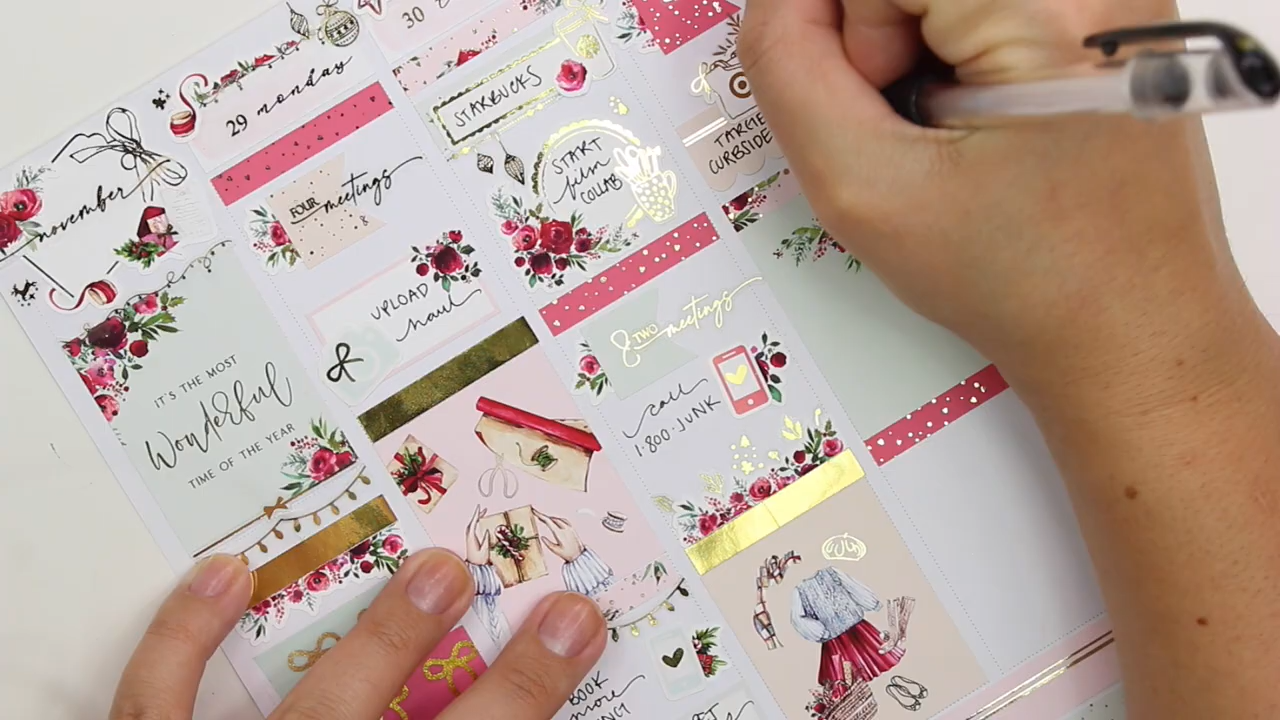 november
IT'S THE MOST
Wonderful
TIME OF THE YEAR
29 monday
FOUR meetings
UPLOAD
haul
30
STARBUCKS
START
film
COLLAB
TWO meetings
call
1-800-JUNK
BOOK
more
CURBSIDE